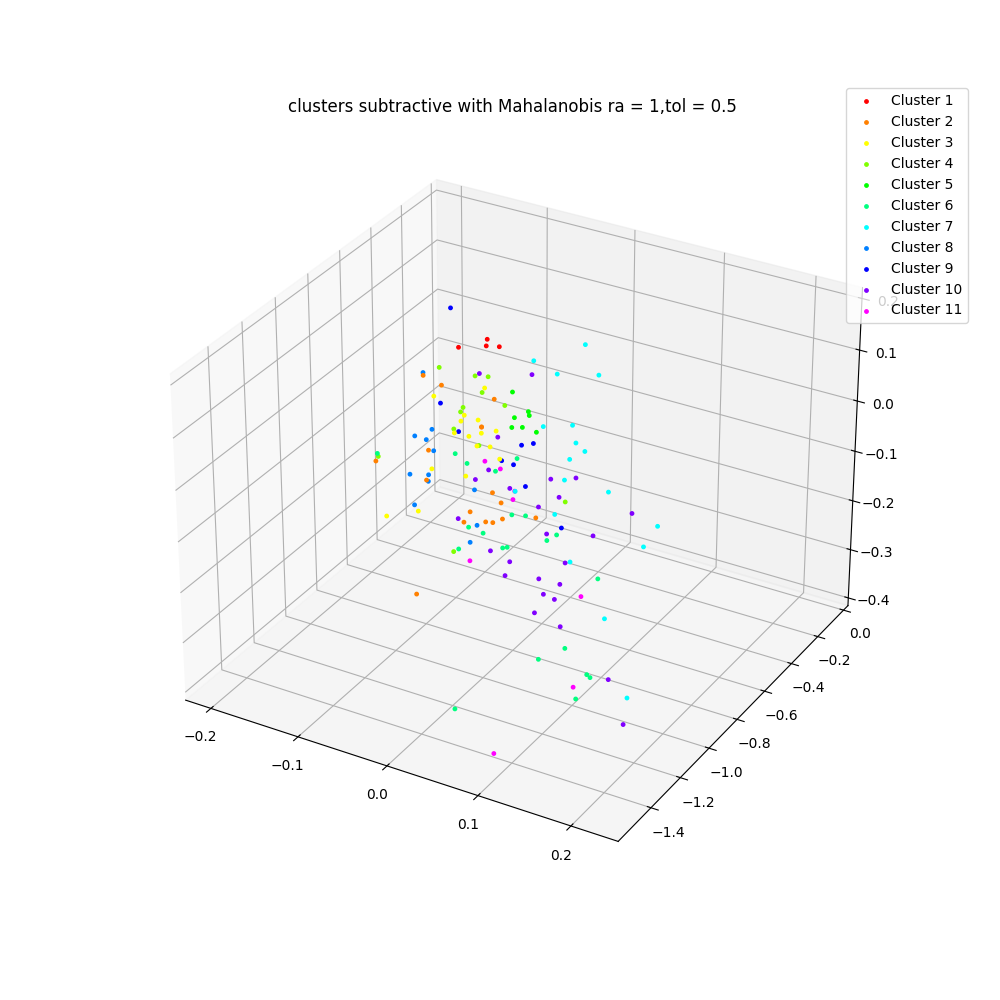 clusters subtractive with Mahalanobis ra = 1,tol = 0.5
Cluster 1
Cluster 2
Cluster 3
Cluster 4
Cluster 5
Cluster 6
Cluster 7
Cluster 8
Cluster 9
Cluster 10
Cluster 11
0.2
0.1
0.0
−0.1
−0.2
−0.3
−0.4
0.0
−0.2
−0.4
−0.6
−0.8
−1.0
−1.2
−1.4
−0.2
−0.1
0.0
0.1
0.2